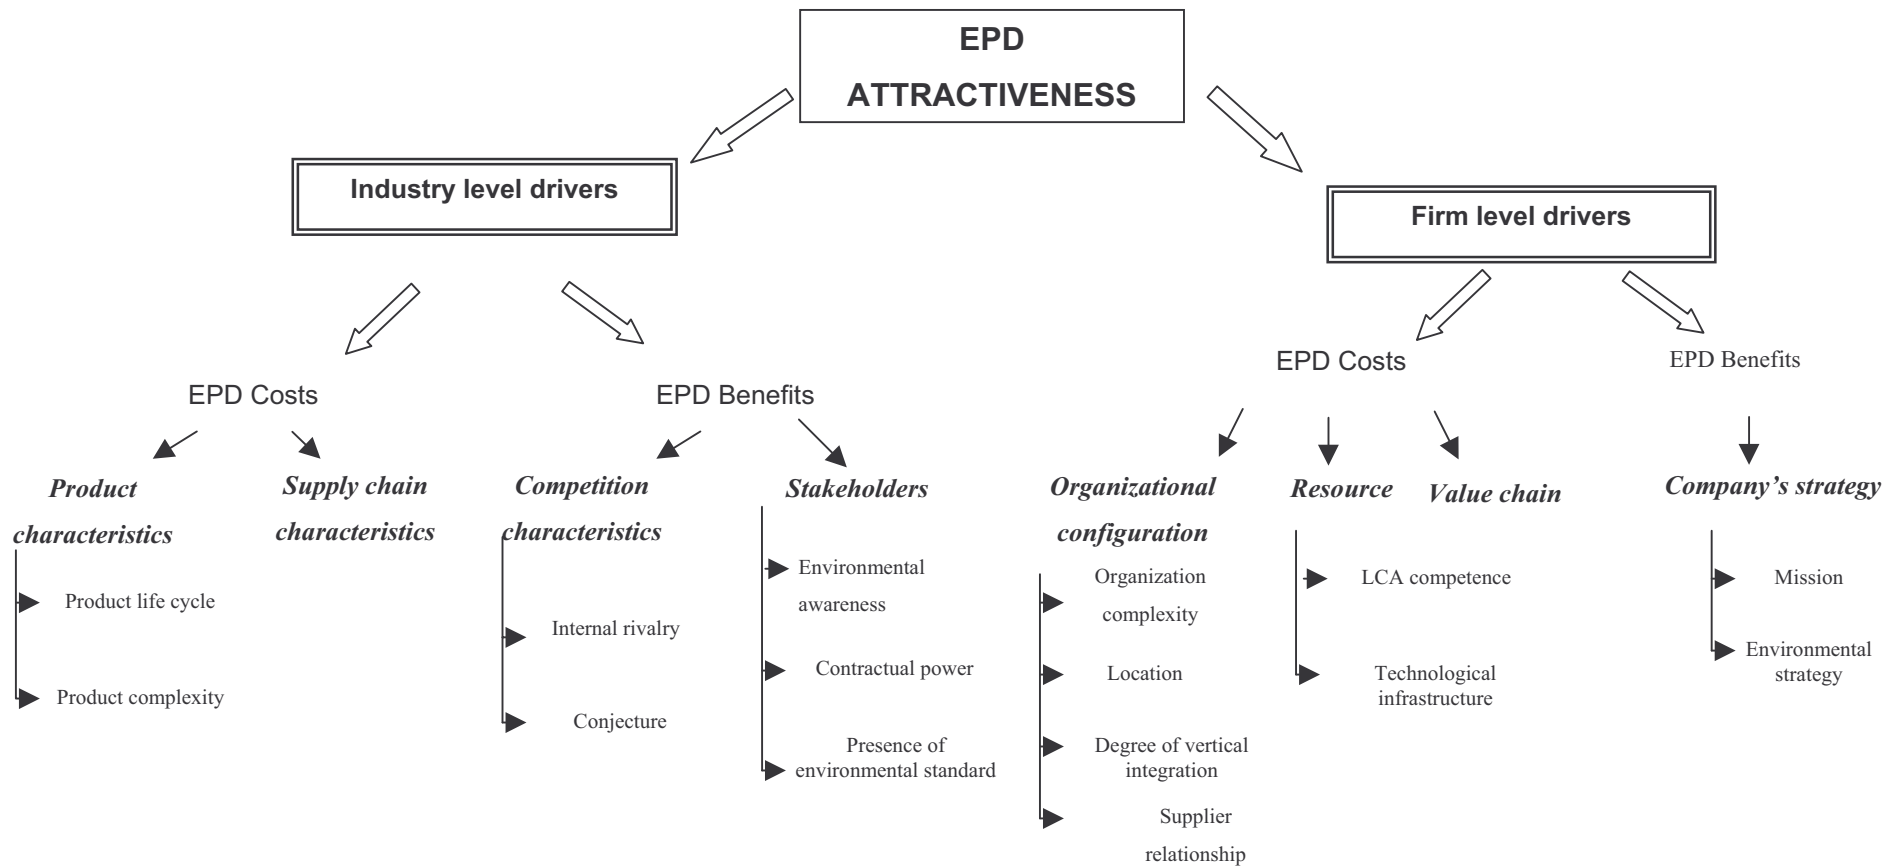 EPD
ATTRACTIVENESS
Industry level drivers
Firm level drivers
EPD Costs
EPD Benefits
EPD Costs
EPD Benefits
Product
characteristics
Supply chain
characteristics
Competition
characteristics
Stakeholders
Organizational
configuration
Resource
Value chain
Company’s strategy
Product life cycle
Product complexity
Internal rivalry
Conjecture
Environmental
awareness
Contractual power
Presence of
environmental standard
Organization
complexity
Location
Degree of vertical
integration
Supplier
relationship
LCA competence
Technological
infrastructure
Mission
Environmental
strategy